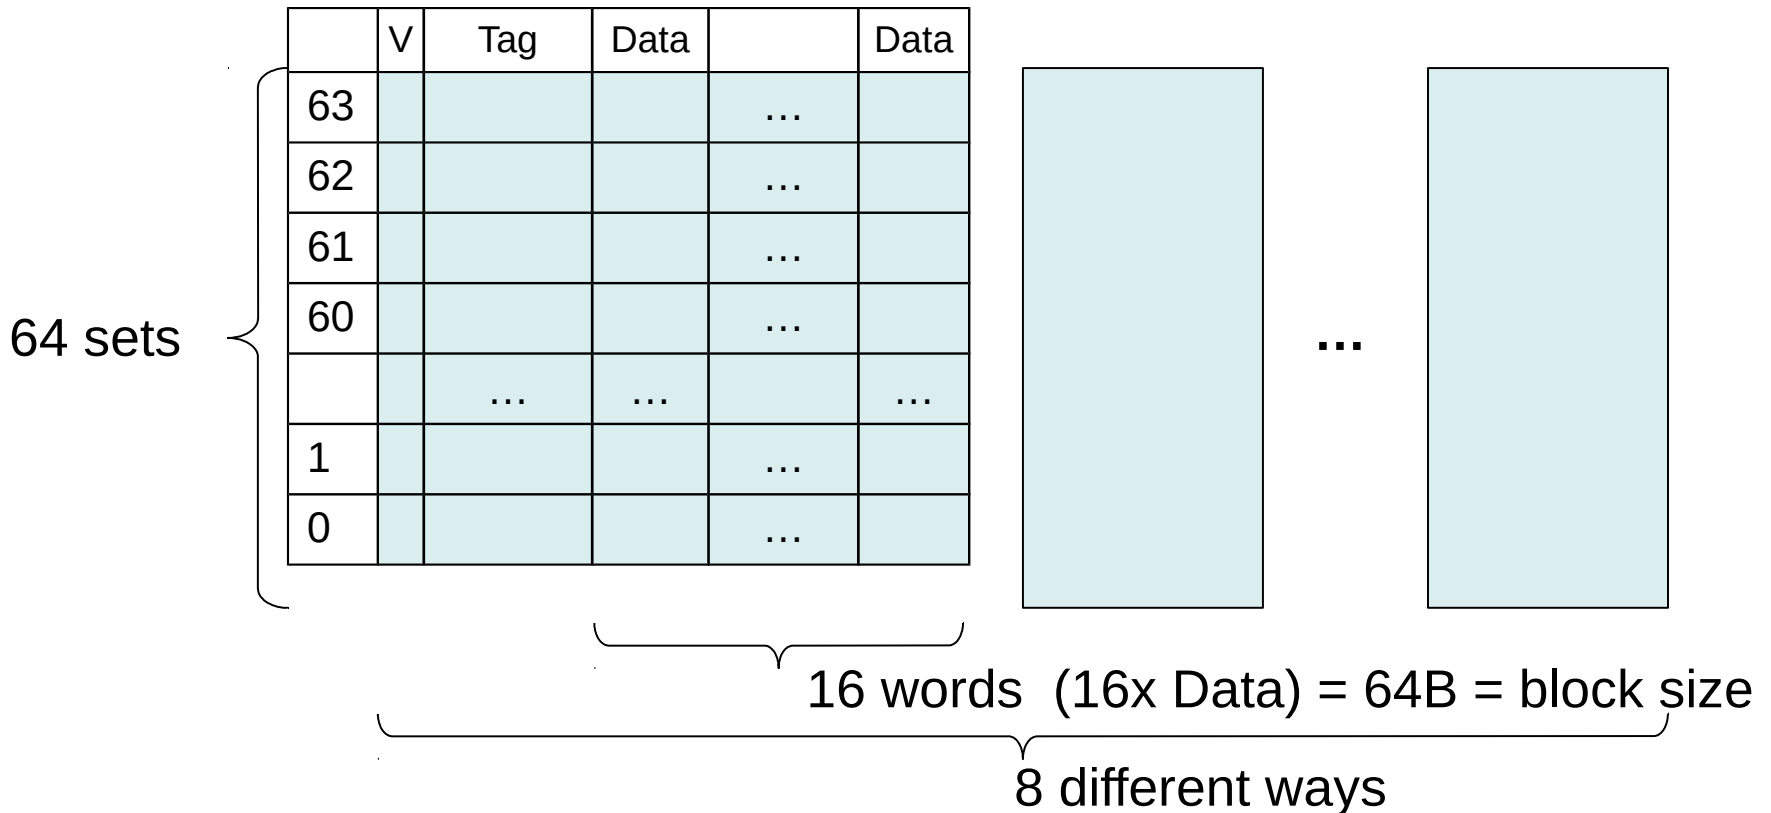 V Tag Data Data
63 ...
62 ...
61 ...
60 ...
64 sets
...
... ... ...
1 ...
0 ...
16 words (16x Data) = 64B = block size
8 different ways